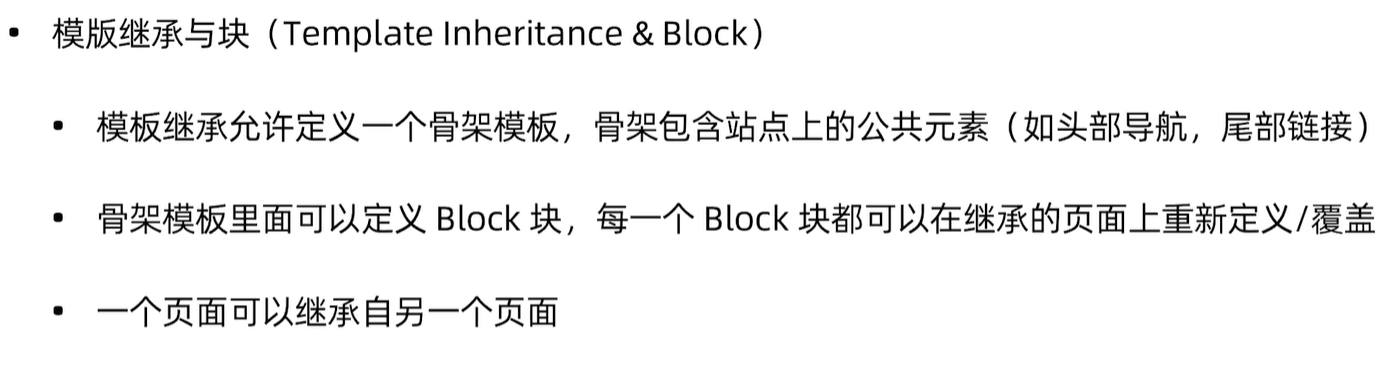 • 模版继承与块（Template Inheritance & Block）
• 模板继承允许定义一个骨架模板，骨架包含站点上的公共元素（如头部导航，尾部链接）
• 骨架模板里面可以定义 Block 块，每一个 Block 块都可以在继承的页面上重新定义/覆盖
• 一个页面可以继承自另一个页面